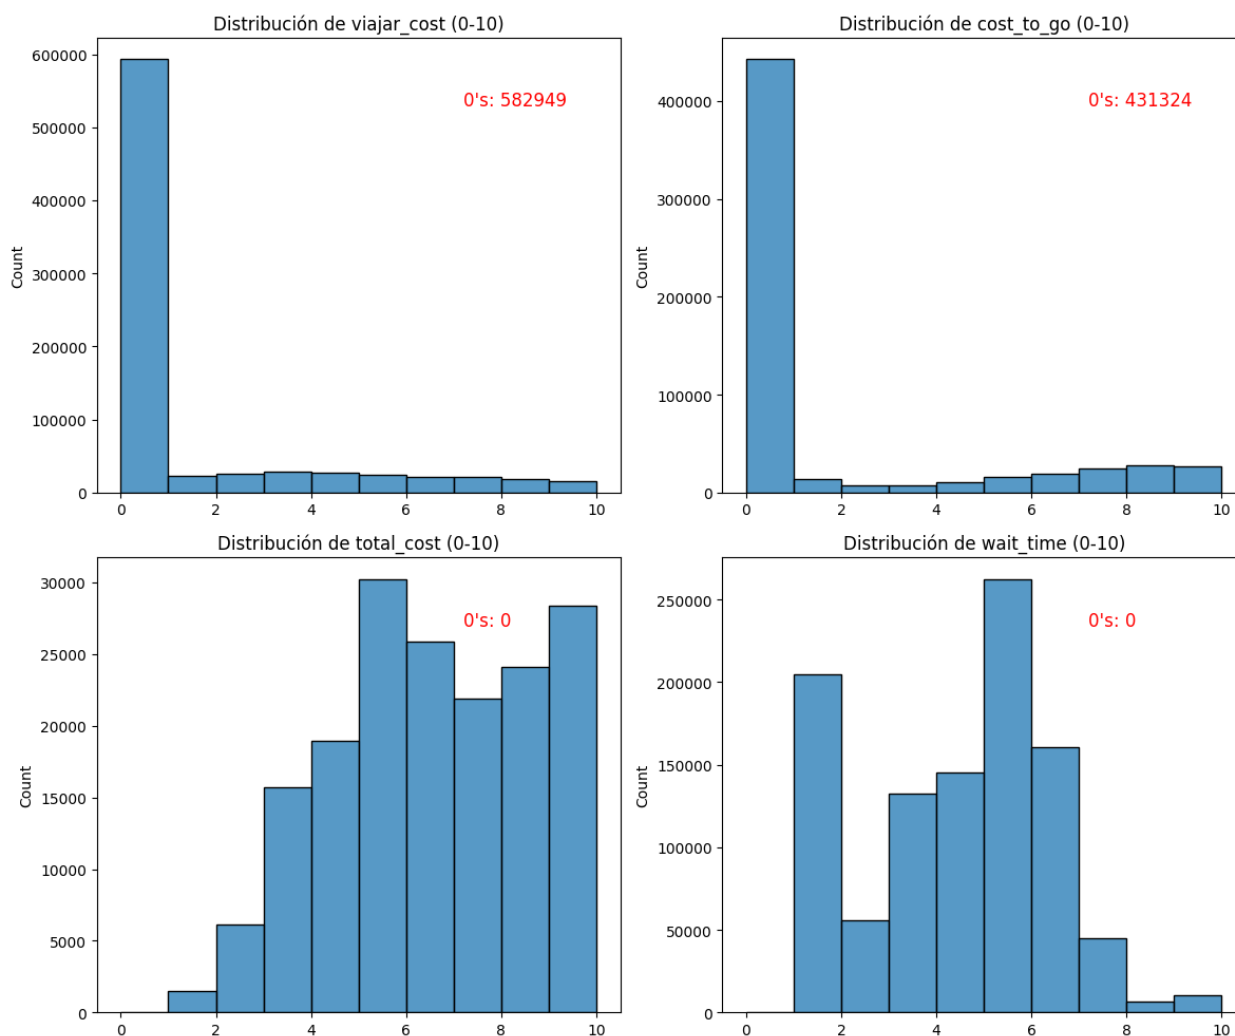 Distribución de viajar_cost (0-10)
600000
500000
400000
300000
200000
100000
0
Count
0's: 582949
0 2 4 6 8 10
Distribución de cost_to_go (0-10)
400000
300000
200000
100000
0
Count
0's: 431324
0 2 4 6 8 10
Distribución de total_cost (0-10)
30000
25000
20000
15000
10000
5000
0
Count
0's: 0
0 2 4 6 8 10
Distribución de wait_time (0-10)
250000
200000
150000
100000
50000
0
Count
0's: 0
0 2 4 6 8 10